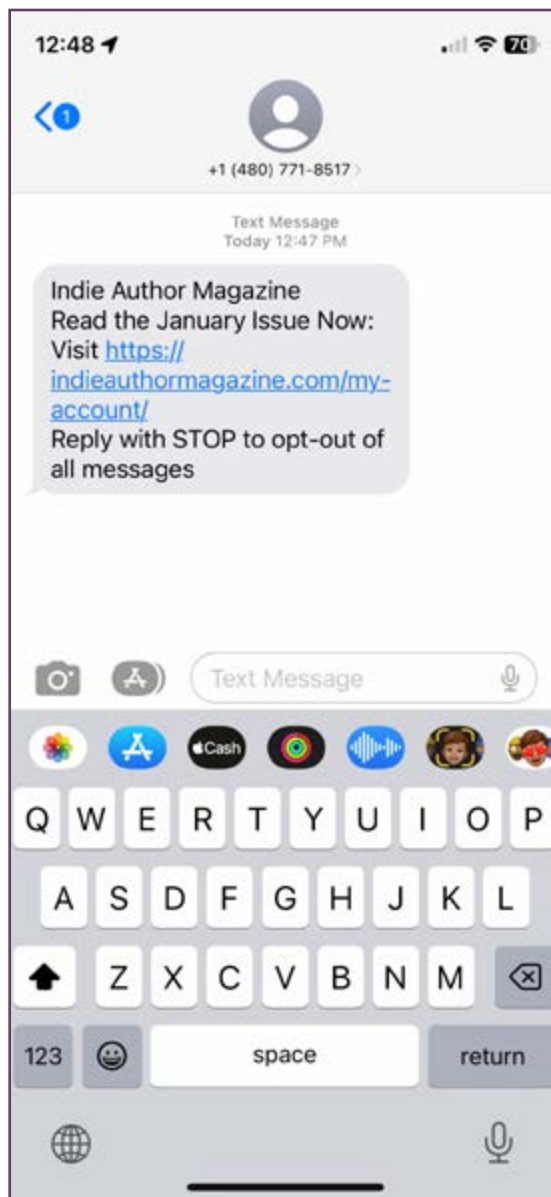 12:48
70
1
+1 (480) 771-8517 >
Text Message
Today 12:47 PM
Indie Author Magazine
Read the January Issue Now:
Visit https://
indieauthormagazine.com/my-
account/
Reply with STOP to opt-out of
all messages
Text Message
Cash
Q W E R T Y U I O P
A S D F G H J K L
Z X C V B N M
123 space return